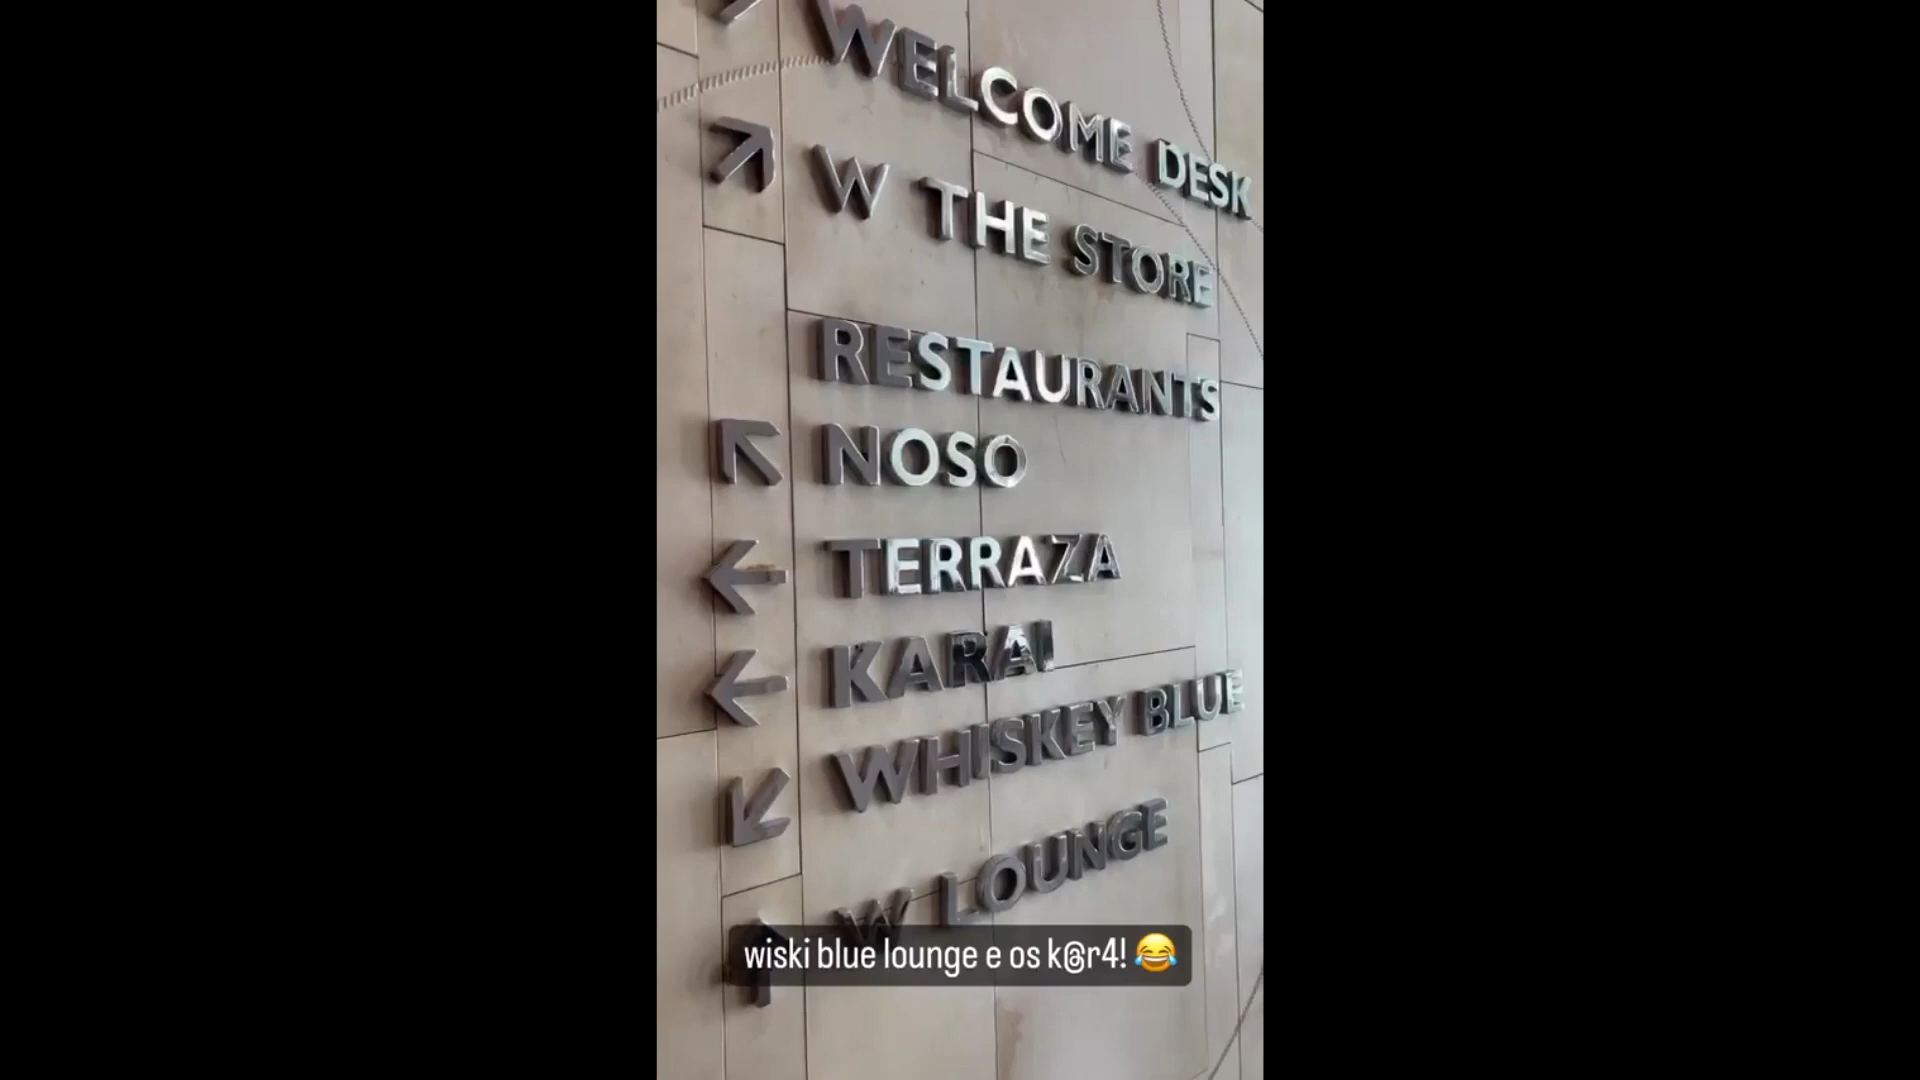 WELCOME DESK
W THE STORE
RESTAURANTS
NOSO
TERRAZA
KARAI
WHISKEY BLUE
W LOUNGE
wiski blue lounge e os k@r4! 😂